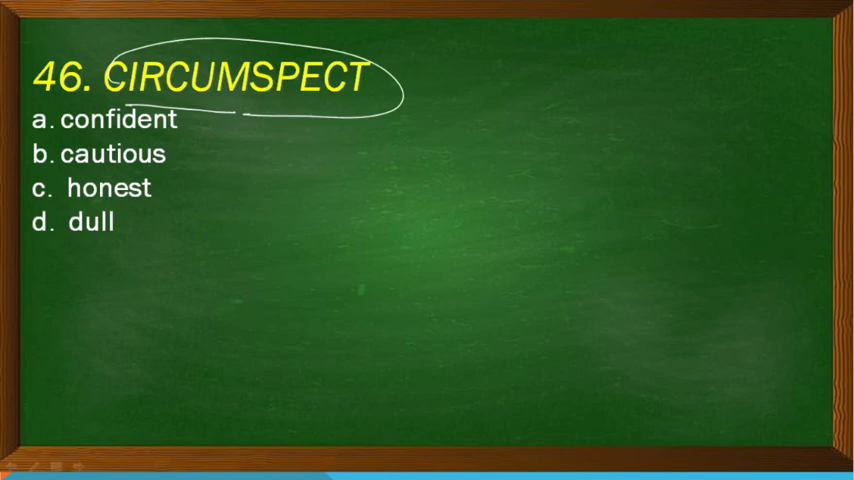 46. CIRCUMSPECT
a. confident
b. cautious
c. honest
d. dull